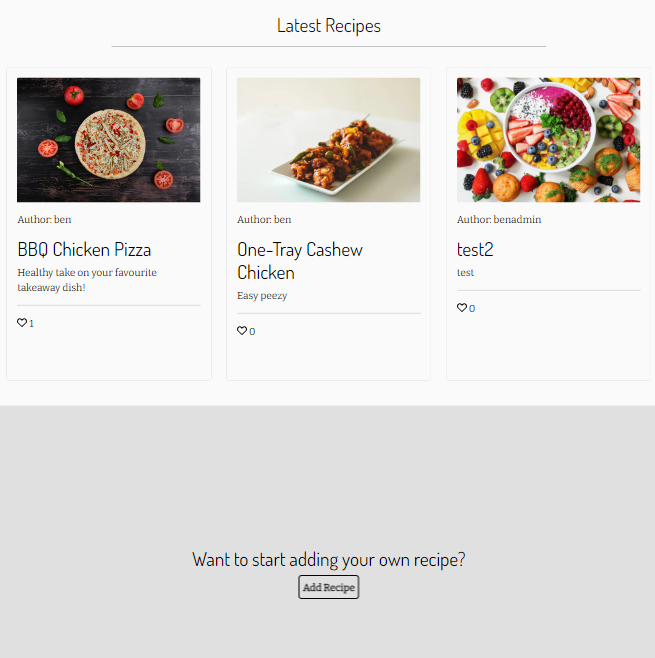 Latest Recipes
Author: ben
BBQ Chicken Pizza
Healthy take on your favourite
takeaway dish!
1
Author: ben
One-Tray Cashew
Chicken
Easy peezy
0
Author: benadmin
test2
test
0
Want to start adding your own recipe?
Add Recipe